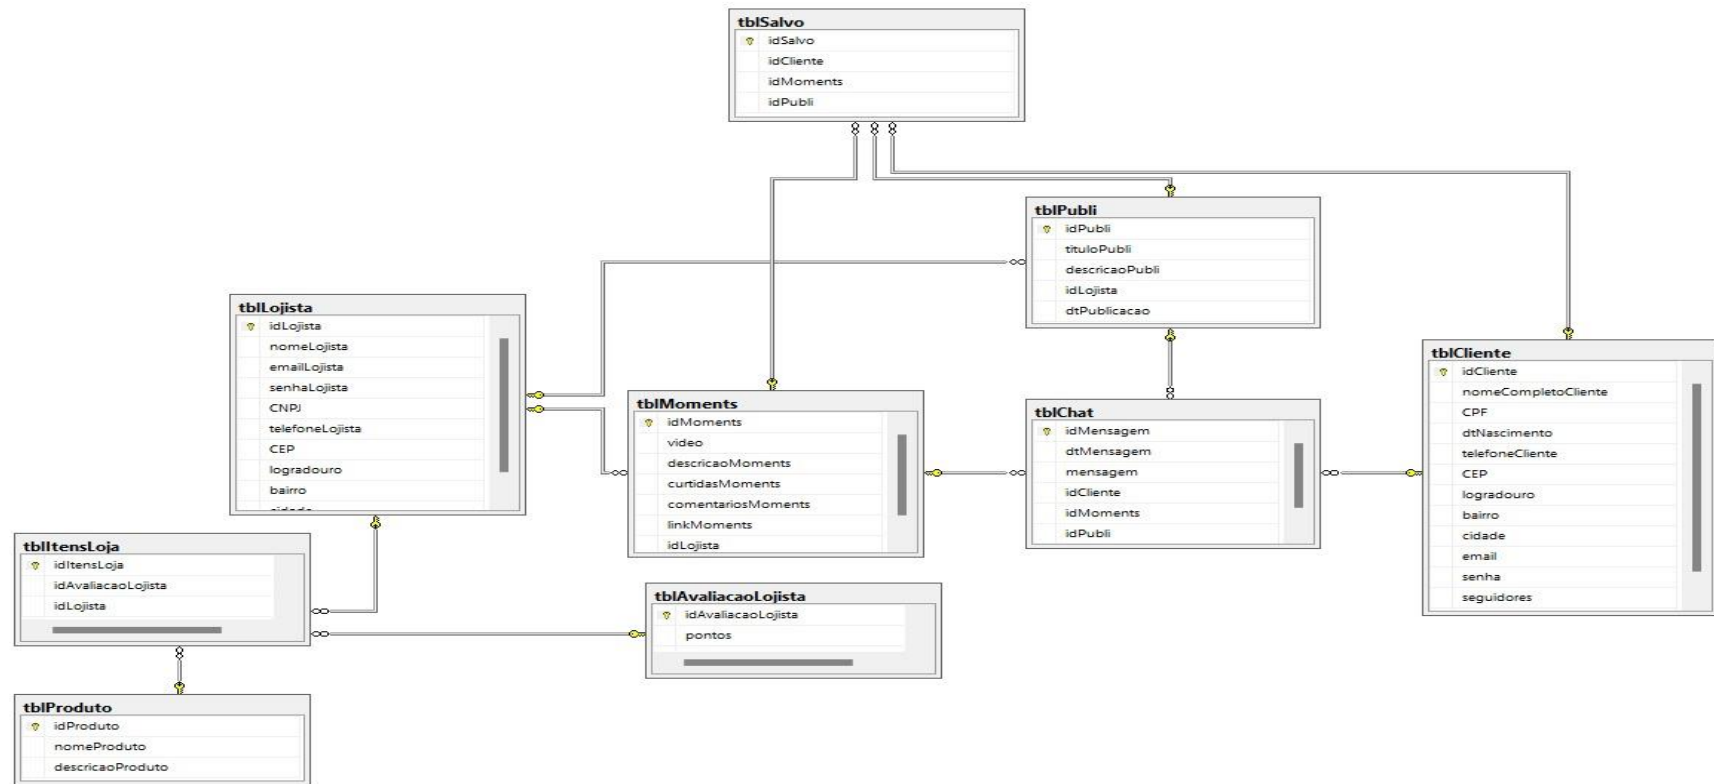 tblSalvo
idSalvo
idCliente
idMoments
idPubli
tblPubli
idPubli
tituloPubli
descricaoPubli
idLojista
dtPublicacao
tblLojista
idLojista
nomeLojista
emailLojista
senhaLojista
CNPJ
telefoneLojista
CEP
logradouro
bairro
cidade
tblMoments
idMoments
video
descricaoMoments
curtidasMoments
comentariosMoments
linkMoments
idLojista
tblChat
idMensagem
dtMensagem
mensagem
idCliente
idMoments
idPubli
tblCliente
idCliente
nomeCompletoCliente
CPF
dtNascimento
telefoneCliente
CEP
logradouro
bairro
cidade
email
senha
seguidores
tblItensLoja
idItensLoja
idAvaliacaoLojista
idLojista
tblAvaliacaoLojista
idAvaliacaoLojista
pontos
tblProduto
idProduto
nomeProduto
descricaoProduto